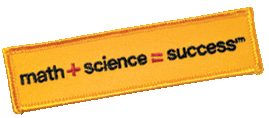 math + science = success℠